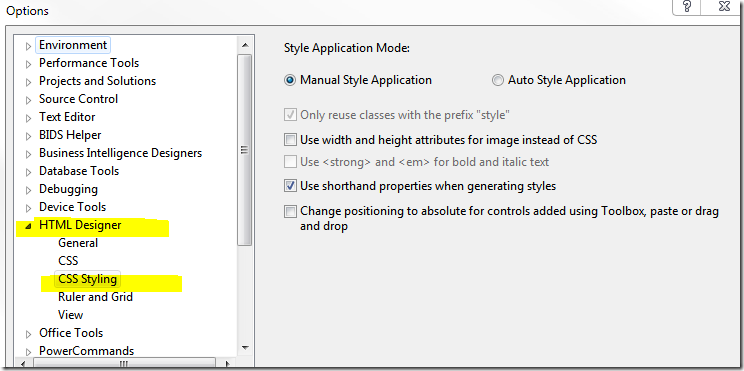 Options
Environment
Performance Tools
Projects and Solutions
Source Control
Text Editor
BIDS Helper
Business Intelligence Designers
Database Tools
Debugging
Device Tools
HTML Designer
General
CSS
CSS Styling
Ruler and Grid
View
Office Tools
PowerCommands
Style Application Mode:
Manual Style Application
Auto Style Application
Only reuse classes with the prefix "style"
Use width and height attributes for image instead of CSS
Use <strong> and <em> for bold and italic text
Use shorthand properties when generating styles
Change positioning to absolute for controls added using Toolbox, paste or drag
and drop